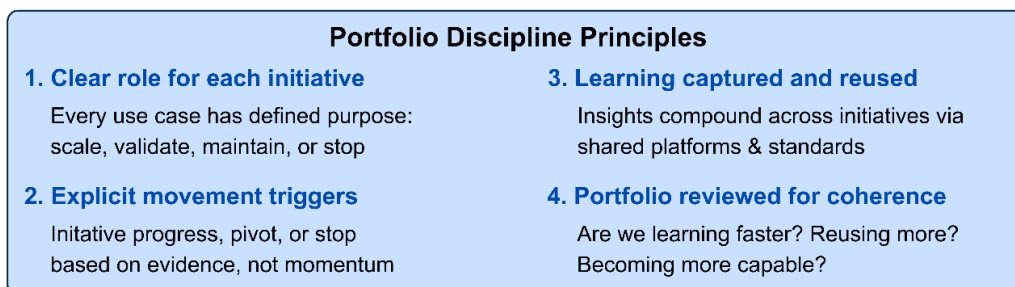 Portfolio Discipline Principles
1. Clear role for each initiative
Every use case has defined purpose:
scale, validate, maintain, or stop
2. Explicit movement triggers
Initative progress, pivot, or stop
based on evidence, not momentum
3. Learning captured and reused
Insights compound across initiatives via
shared platforms & standards
4. Portfolio reviewed for coherence
Are we learning faster? Reusing more?
Becoming more capable?